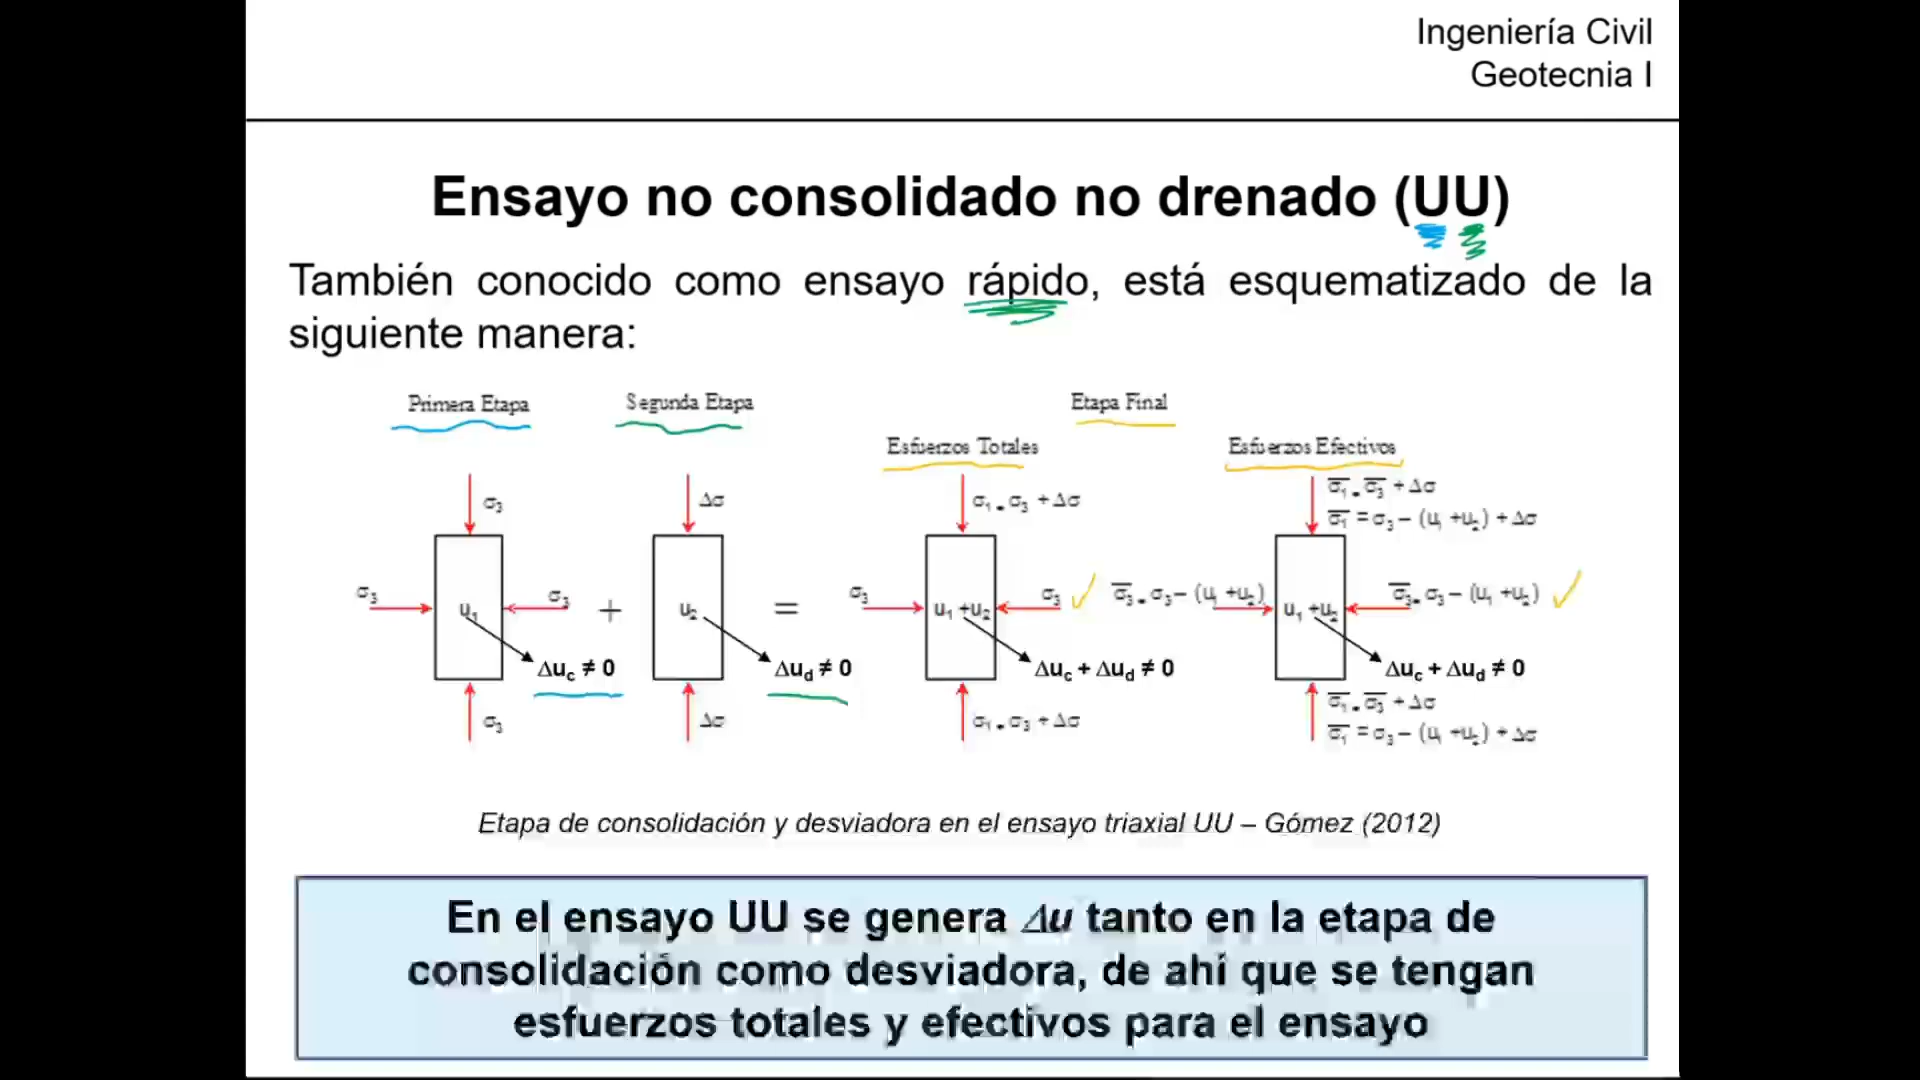 Ingeniería Civil
Geotecnia I
Ensayo no consolidado no drenado (UU)
También conocido como ensayo rápido, está esquematizado de la
siguiente manera:
Primera Etapa
Segunda Etapa
Etapa Final
Esfuerzos Totales
Esfuerzos Efectivos
σ₃
Δσ
σ₁ = σ₃ + Δσ
σ̅₁ = σ̅₃ + Δσ
σ̅₁ = σ₃ – (u₁ +u₂) + Δσ
σ₃
u₁
σ₃
+
u₂
=
σ₃
u₁ +u₂
σ₃
σ̅₃ = σ₃ – (u₁ +u₂)
u₁ +u₂
σ̅₃ = σ₃ – (u₁ +u₂)
Δuc ≠ 0
Δud ≠ 0
Δuc + Δud ≠ 0
Δuc + Δud ≠ 0
σ₃
Δσ
σ₁ = σ₃ + Δσ
σ̅₁ = σ̅₃ + Δσ
σ̅₁ = σ₃ – (u₁ +u₂) + Δσ
Etapa de consolidación y desviadora en el ensayo triaxial UU – Gómez (2012)
En el ensayo UU se genera Δu tanto en la etapa de
consolidación como desviadora, de ahí que se tengan
esfuerzos totales y efectivos para el ensayo